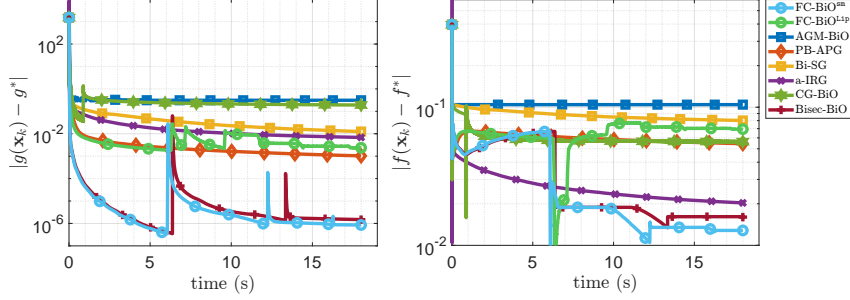 |g(x_k) − g*|
10^2
10^-2
10^-6
0
5
10
15
time (s)
|f(x_k) − f*|
10^-1
10^-2
0
5
10
15
time (s)
FC-BiO^sm
FC-BiO^Lip
AGM-BiO
PB-APG
Bi-SG
a-IRG
CG-BiO
Bisec-BiO